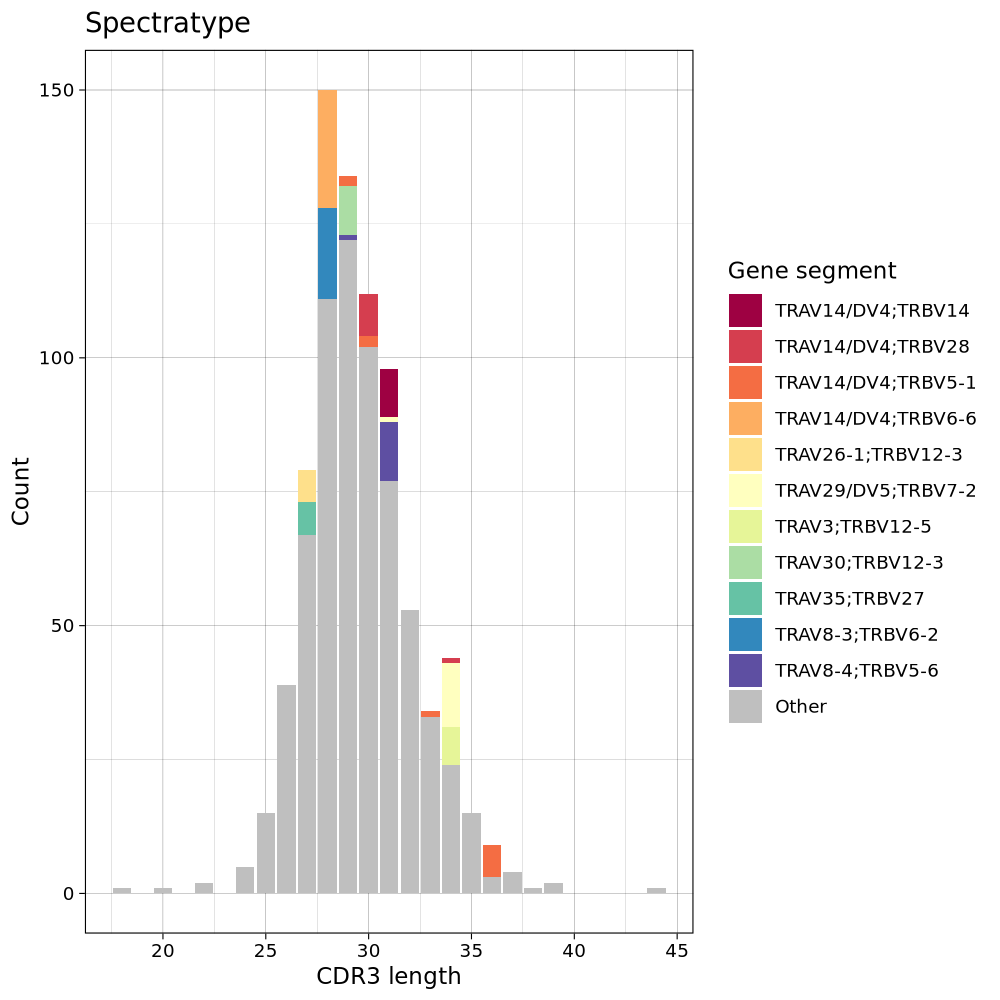 Spectratype
150
100
50
0
Count
20 25 30 35 40 45
CDR3 length
Gene segment
TRAV14/DV4;TRBV14
TRAV14/DV4;TRBV28
TRAV14/DV4;TRBV5-1
TRAV14/DV4;TRBV6-6
TRAV26-1;TRBV12-3
TRAV29/DV5;TRBV7-2
TRAV3;TRBV12-5
TRAV30;TRBV12-3
TRAV35;TRBV27
TRAV8-3;TRBV6-2
TRAV8-4;TRBV5-6
Other